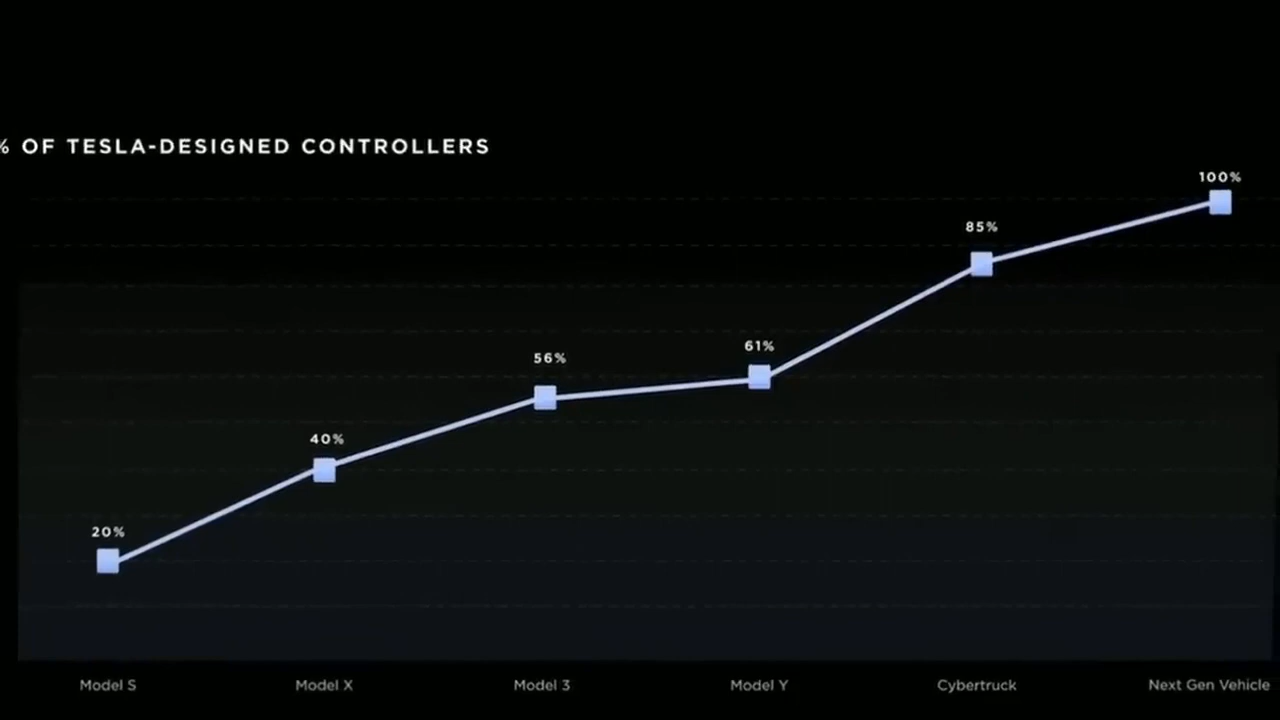 % OF TESLA-DESIGNED CONTROLLERS
100%
85%
61%
56%
40%
20%
Model S
Model X
Model 3
Model Y
Cybertruck
Next Gen Vehicle